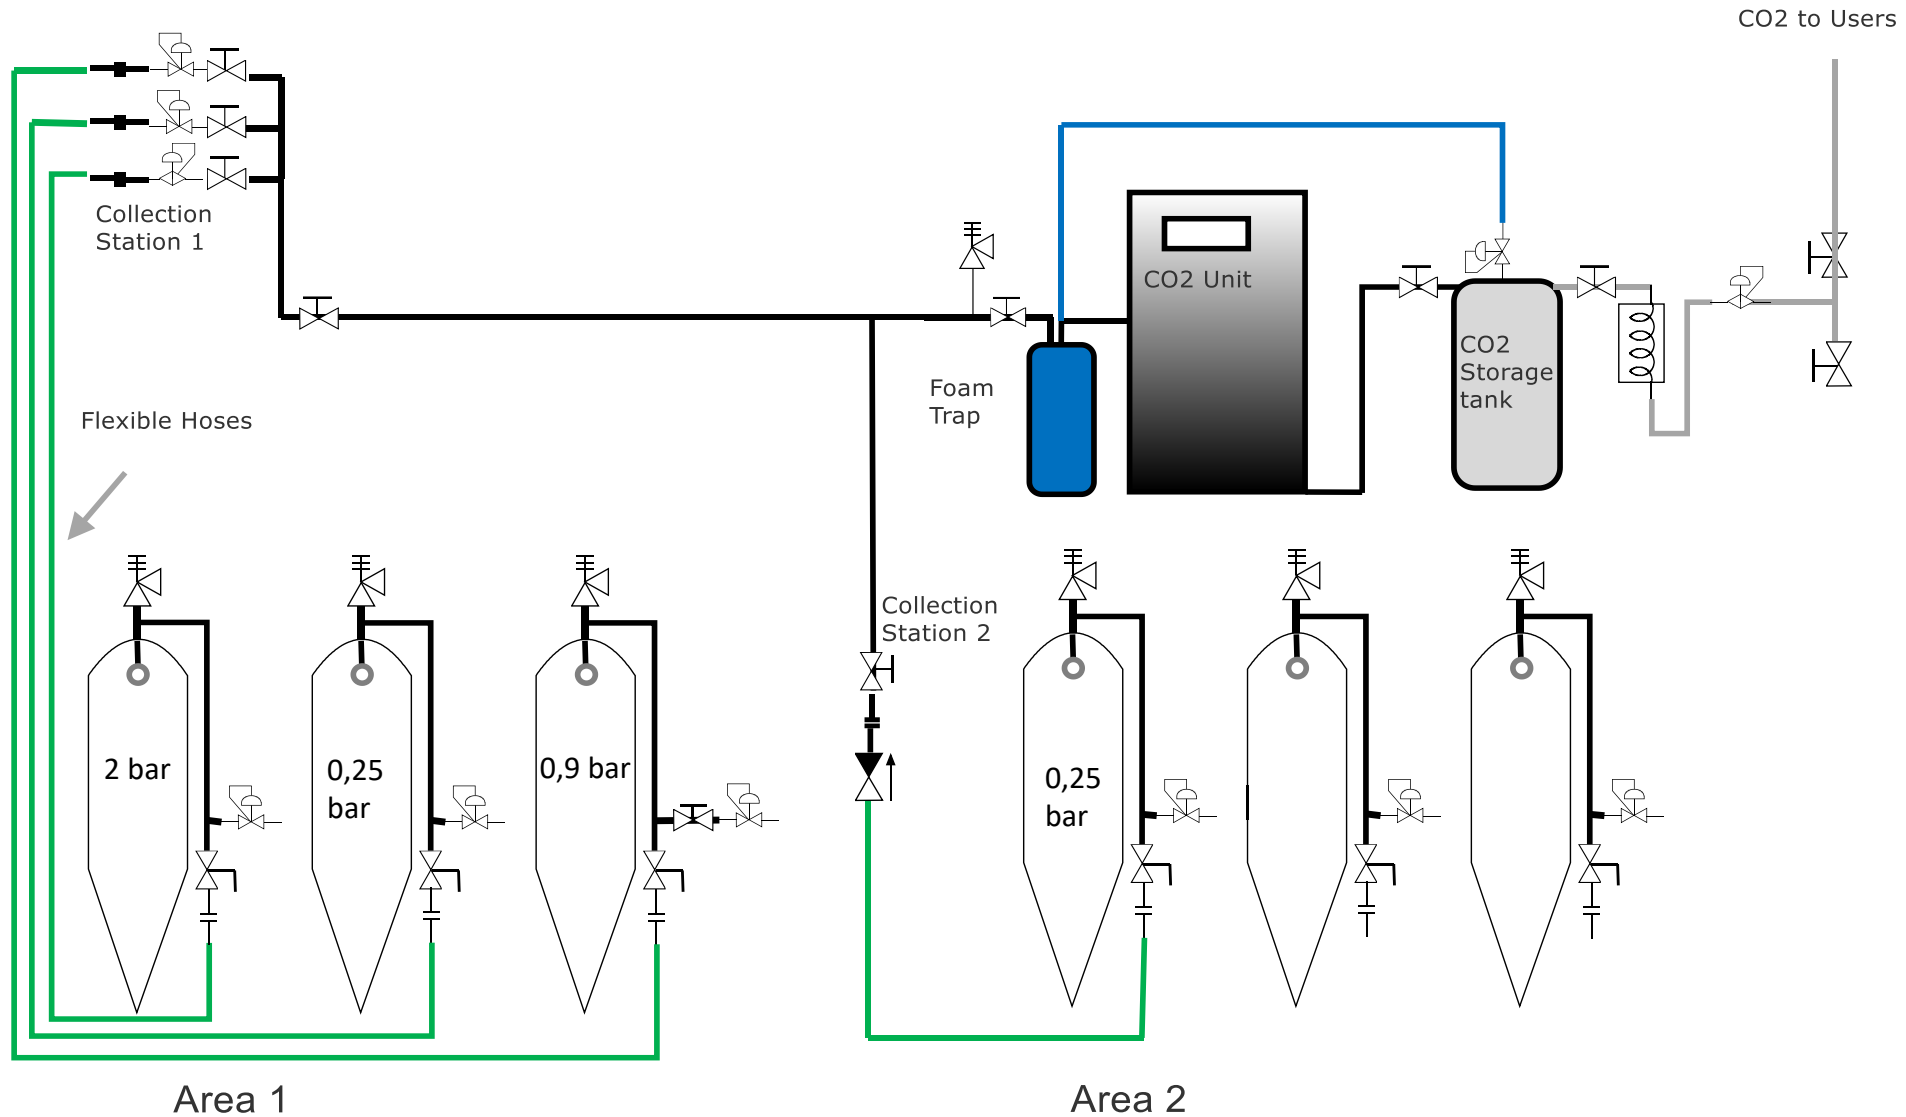 CO2 to Users
Collection
Station 1
CO2 Unit
CO2
Storage
tank
Foam
Trap
Flexible Hoses
Collection
Station 2
2 bar
0,25
bar
0,9 bar
0,25
bar
Area 1
Area 2